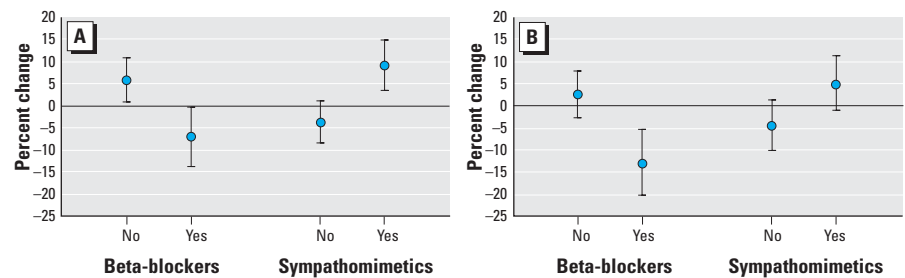 A
Percent change
20
15
10
5
0
–5
–10
–15
–20
–25
No Yes No Yes
Beta-blockers Sympathomimetics
B
Percent change
20
15
10
5
0
–5
–10
–15
–20
–25
No Yes No Yes
Beta-blockers Sympathomimetics